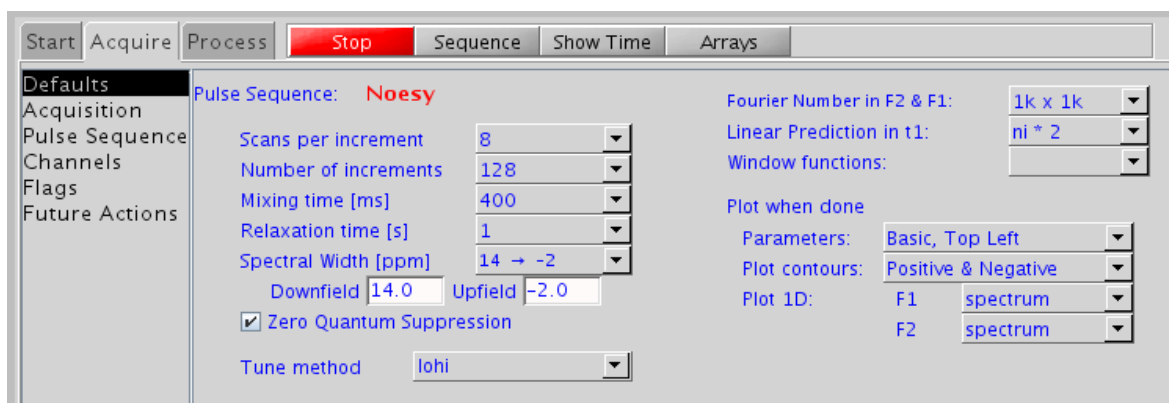 Start Acquire Process Stop Sequence Show Time Arrays
Defaults
Acquisition
Pulse Sequence
Channels
Flags
Future Actions
Pulse Sequence: Noesy
Scans per increment 8
Number of increments 128
Mixing time [ms] 400
Relaxation time [s] 1
Spectral Width [ppm] 14 → -2
Downfield 14.0 Upfield -2.0
Zero Quantum Suppression
Tune method lohi
Fourier Number in F2 & F1: 1k x 1k
Linear Prediction in t1: ni * 2
Window functions:
Plot when done
Parameters: Basic, Top Left
Plot contours: Positive & Negative
Plot 1D: F1 spectrum
F2 spectrum